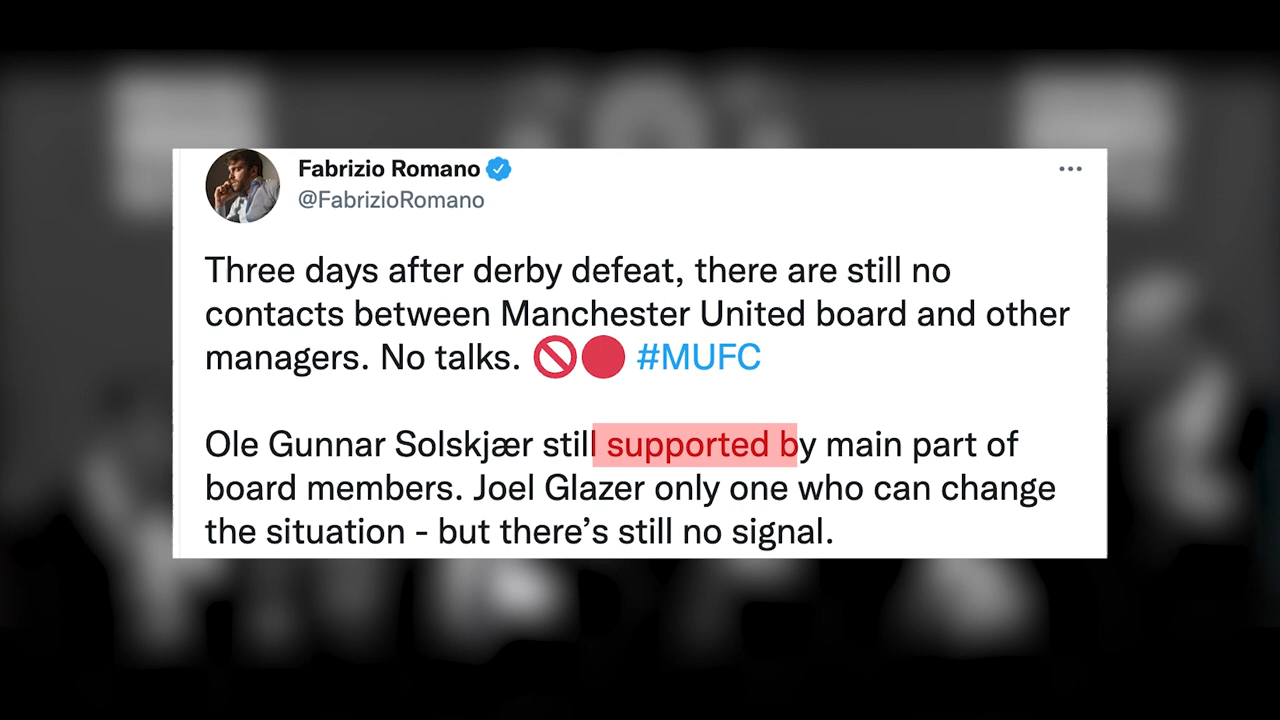 Fabrizio Romano
@FabrizioRomano
Three days after derby defeat, there are still no
contacts between Manchester United board and other
managers. No talks. 🚫🔴 #MUFC
Ole Gunnar Solskjær still supported by main part of
board members. Joel Glazer only one who can change
the situation - but there’s still no signal.